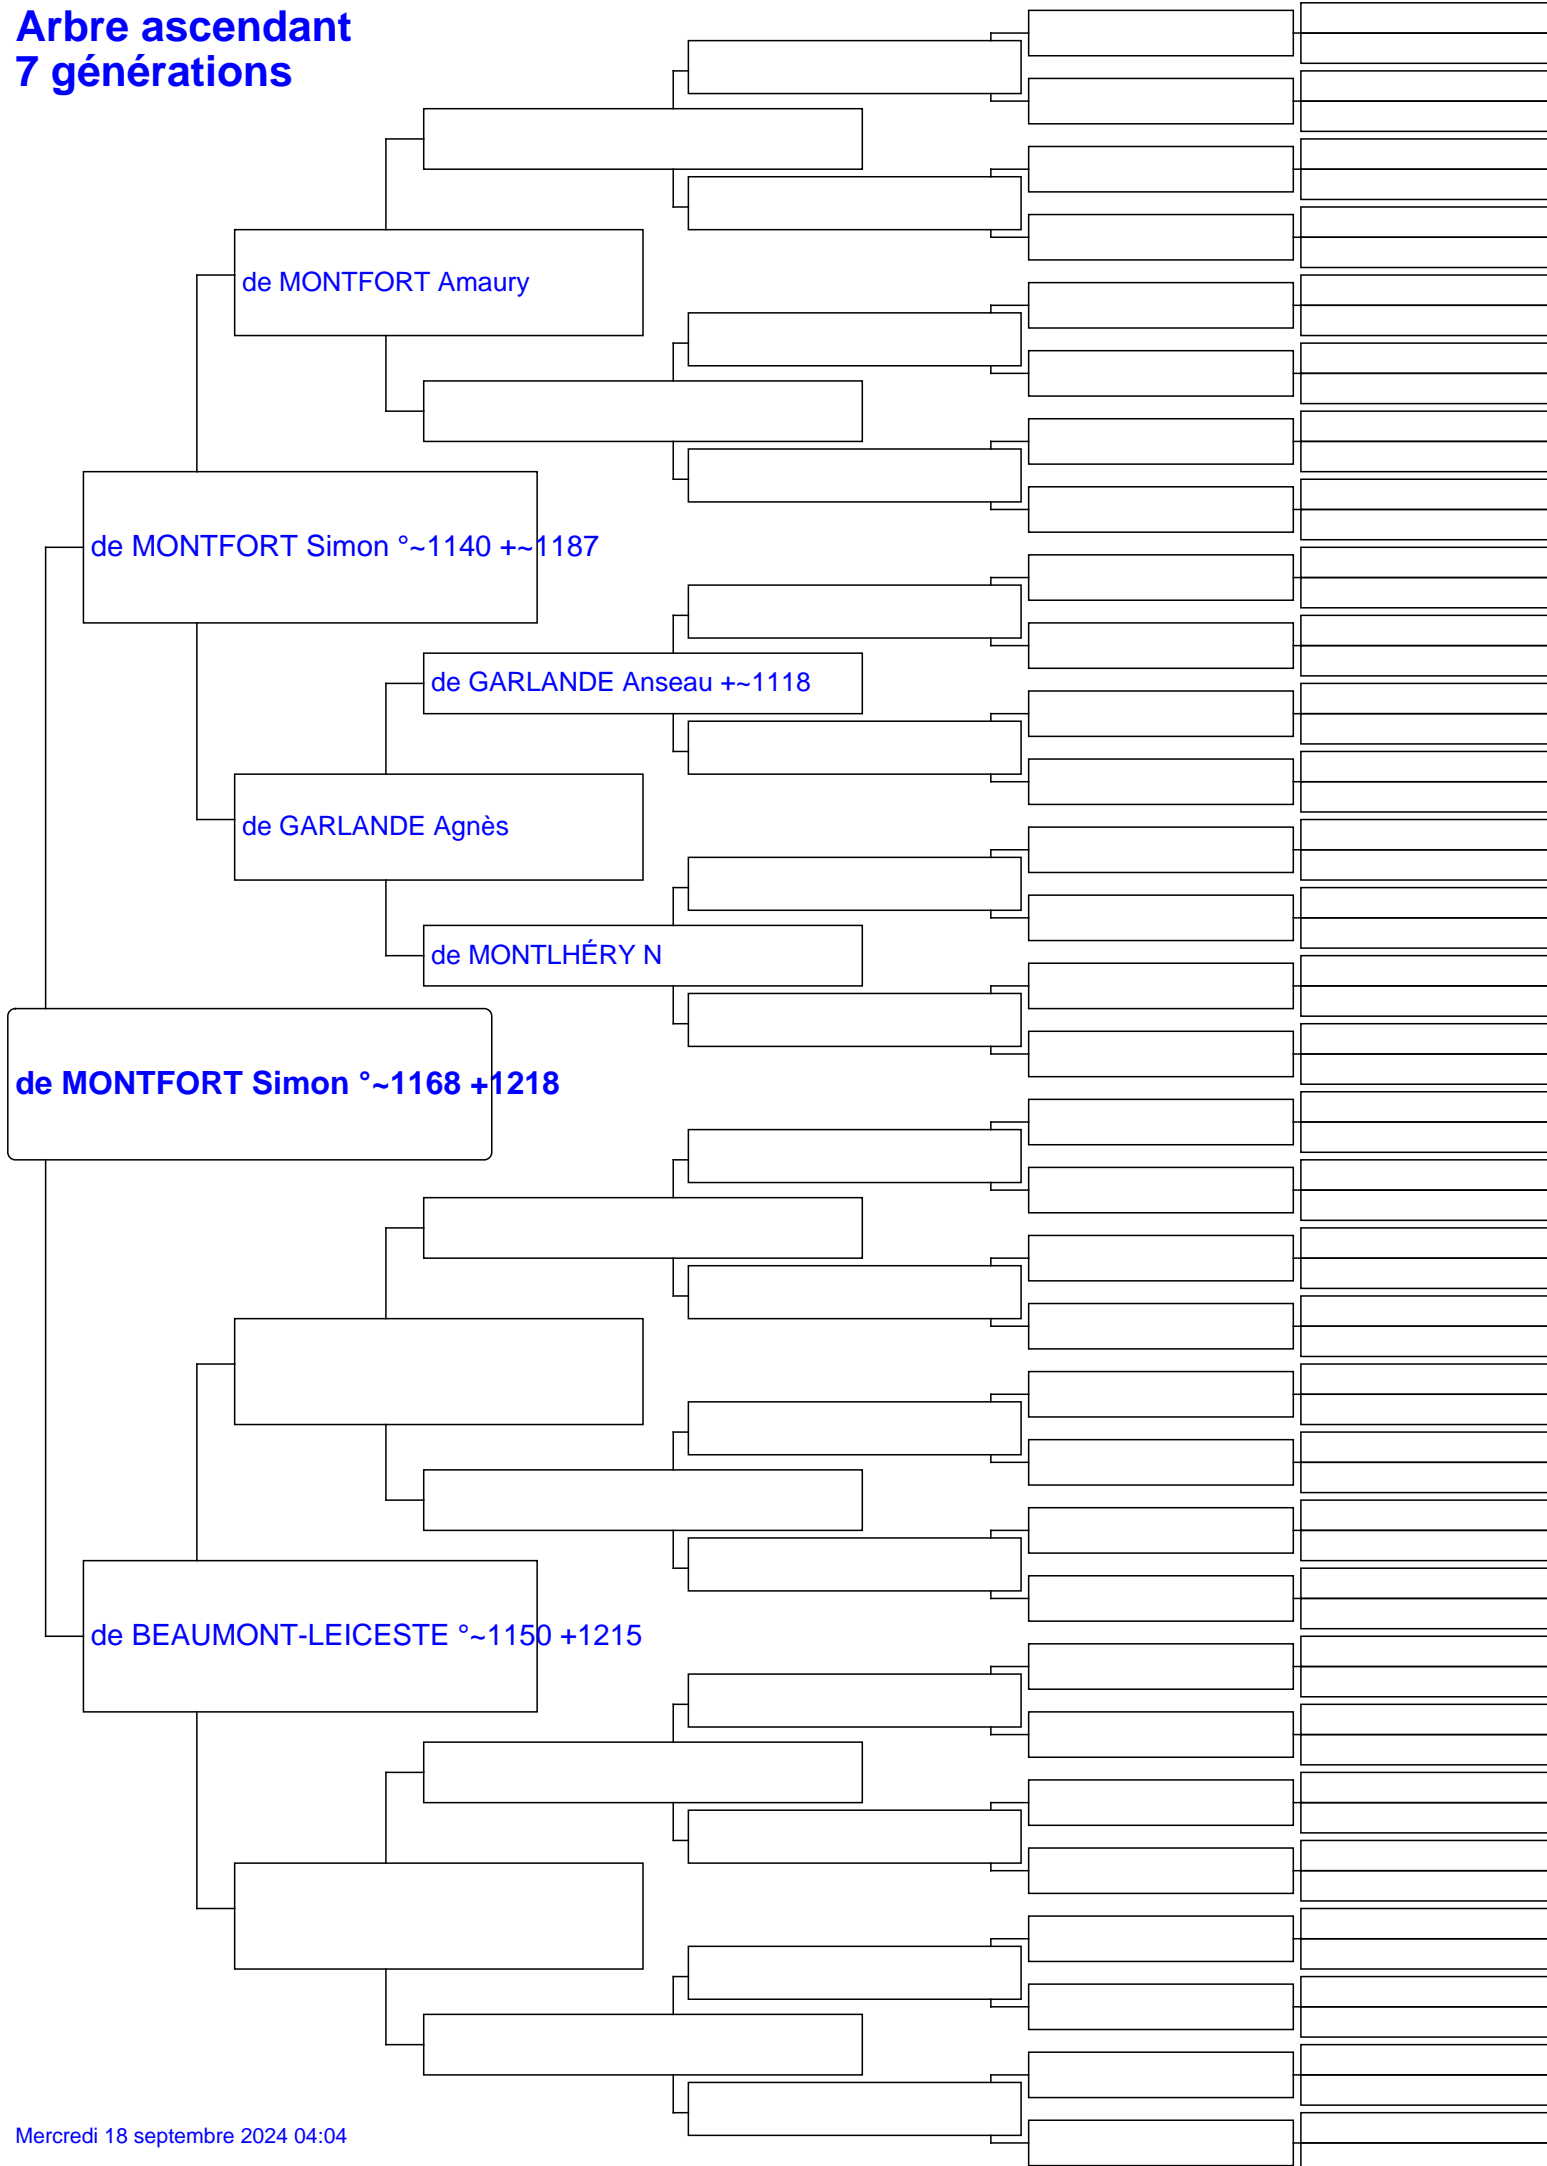 Arbre ascendant
7 générations
de MONTFORT Amaury
de MONTFORT Simon °~1140 +~1187
de GARLANDE Anseau +~1118
de GARLANDE Agnès
de MONTLHÉRY N
de MONTFORT Simon °~1168 +1218
de BEAUMONT-LEICESTE °~1150 +1215
Mercredi 18 septembre 2024 04:04